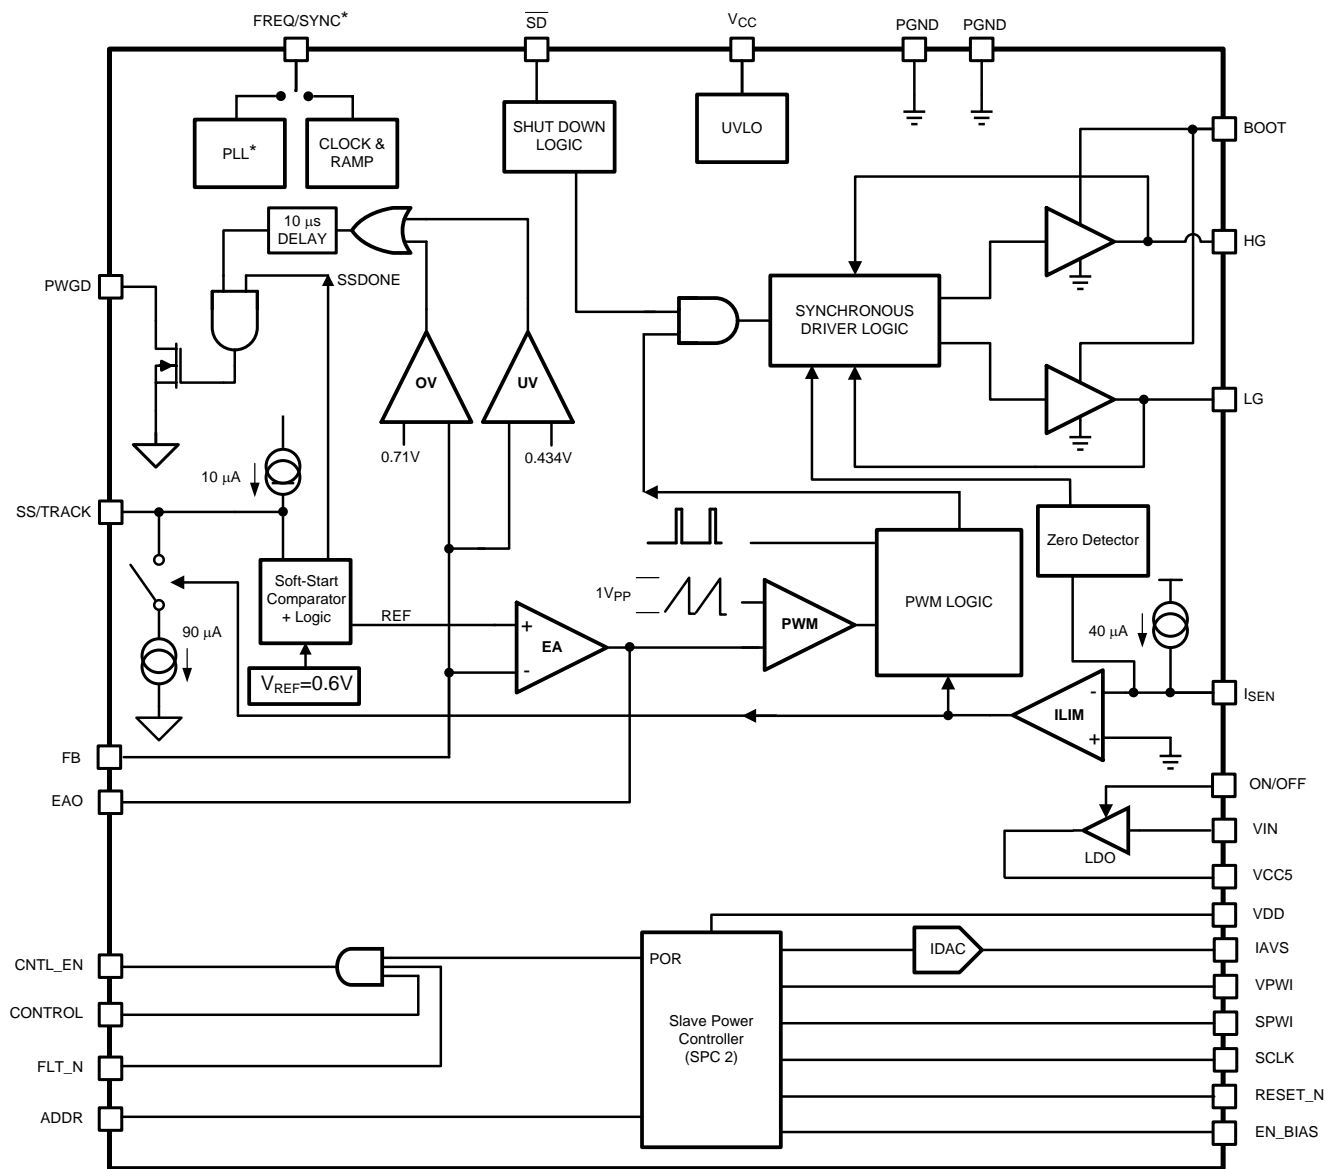 FREQ/SYNC*
SD
VCC
PGND
PGND
PLL*
CLOCK &
RAMP
SHUT DOWN
LOGIC
UVLO
BOOT
10 μs
DELAY
HG
PWGD
SSDONE
SYNCHRONOUS
DRIVER LOGIC
OV
UV
LG
0.71V
0.434V
10 μA
SS/TRACK
Zero Detector
Soft-Start
Comparator
+ Logic
1VPP
PWM LOGIC
REF
+
PWM
90 μA
EA
40 μA
-
VREF=0.6V
-
ISEN
ILIM
+
FB
EAO
ON/OFF
VIN
LDO
VCC5
VDD
IDAC
IAVS
POR
CNTL_EN
VPWI
CONTROL
Slave Power
Controller
(SPC 2)
SPWI
SCLK
FLT_N
RESET_N
ADDR
EN_BIAS